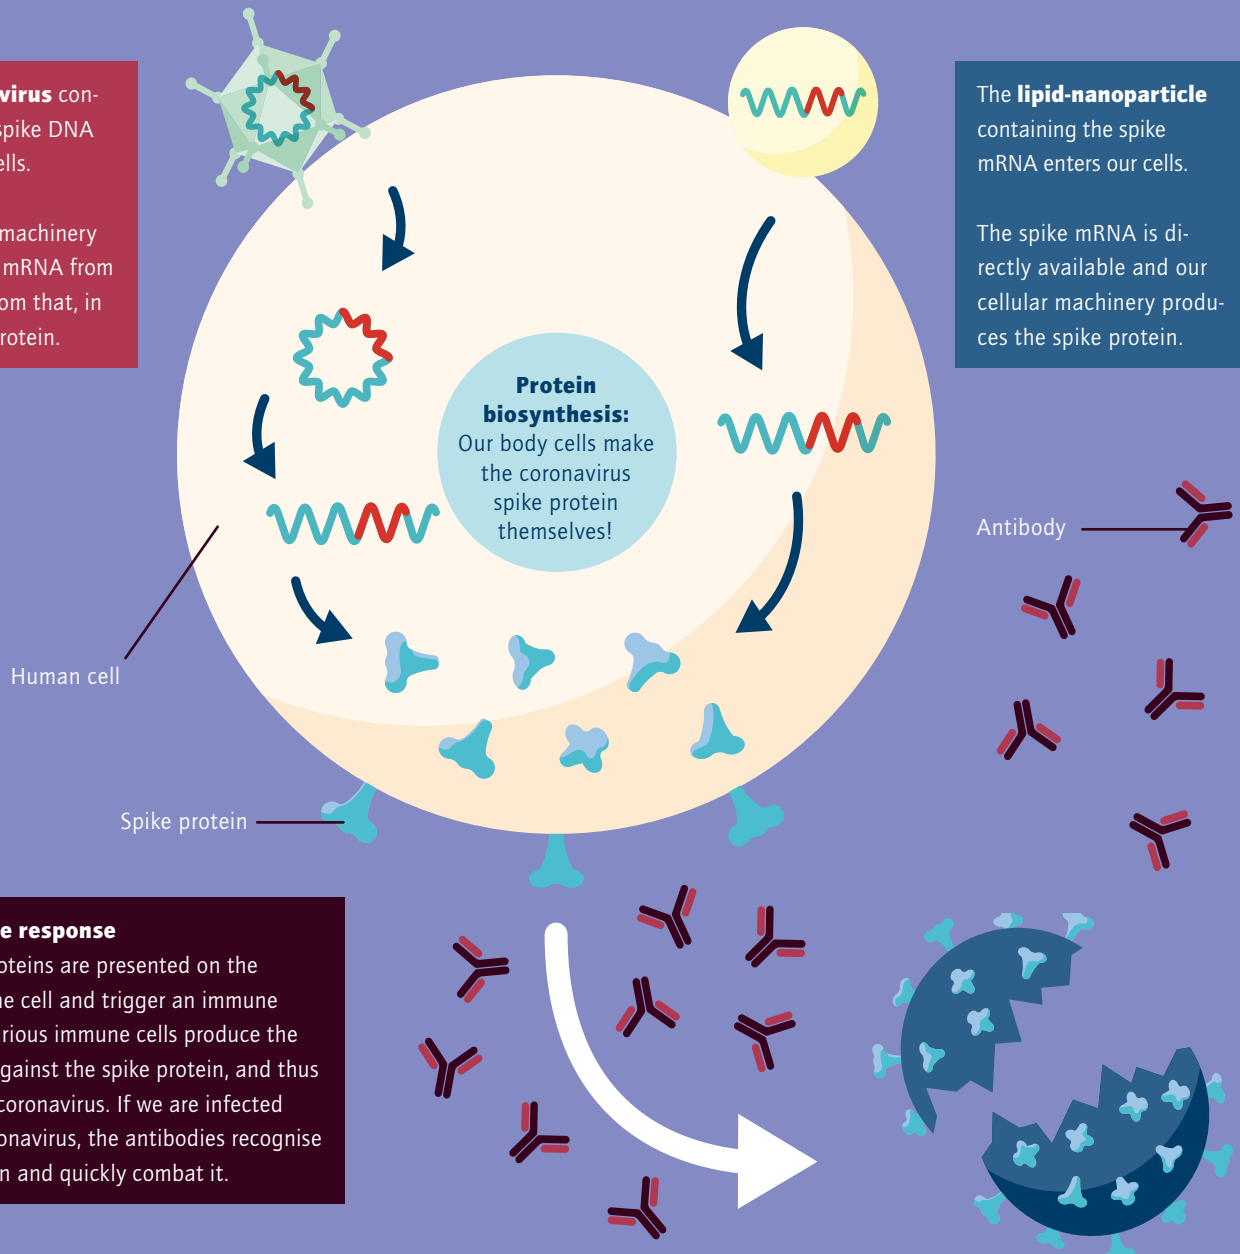 virus con-
spike DNA
ells.
machinery
mRNA from
om that, in
rotein.
The lipid-nanoparticle
containing the spike
mRNA enters our cells.
The spike mRNA is di-
rectly available and our
cellular machinery produ-
ces the spike protein.
Protein
biosynthesis:
Our body cells make
the coronavirus
spike protein
themselves!
Antibody
Human cell
Spike protein
e response
oteins are presented on the
ne cell and trigger an immune
rious immune cells produce the
gainst the spike protein, and thus
coronavirus. If we are infected
onavirus, the antibodies recognise
n and quickly combat it.